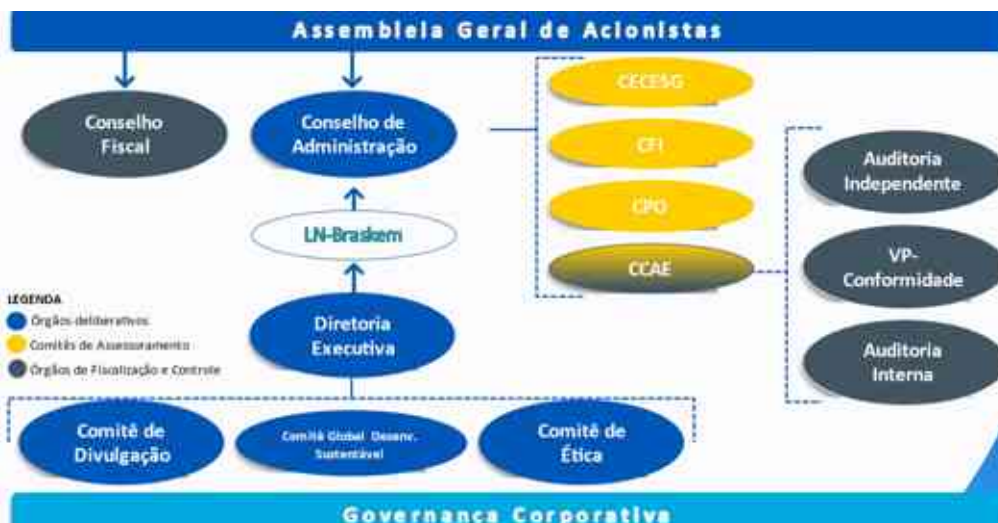 Assembleia Geral de Acionistas
Conselho
Fiscal
Conselho de
Administração
LN-Braskem
Diretoria
Executiva
CECESG
CFI
CPO
CCAE
Auditoria
Independente
VP-
Conformidade
Auditoria
Interna
LEGENDA
Órgãos deliberativos
Comitês de Assessoramento
Órgãos de Fiscalização e Controle
Comitê de
Divulgação
Comitê Global Desenv.
Sustentável
Comitê de
Ética
Governança Corporativa